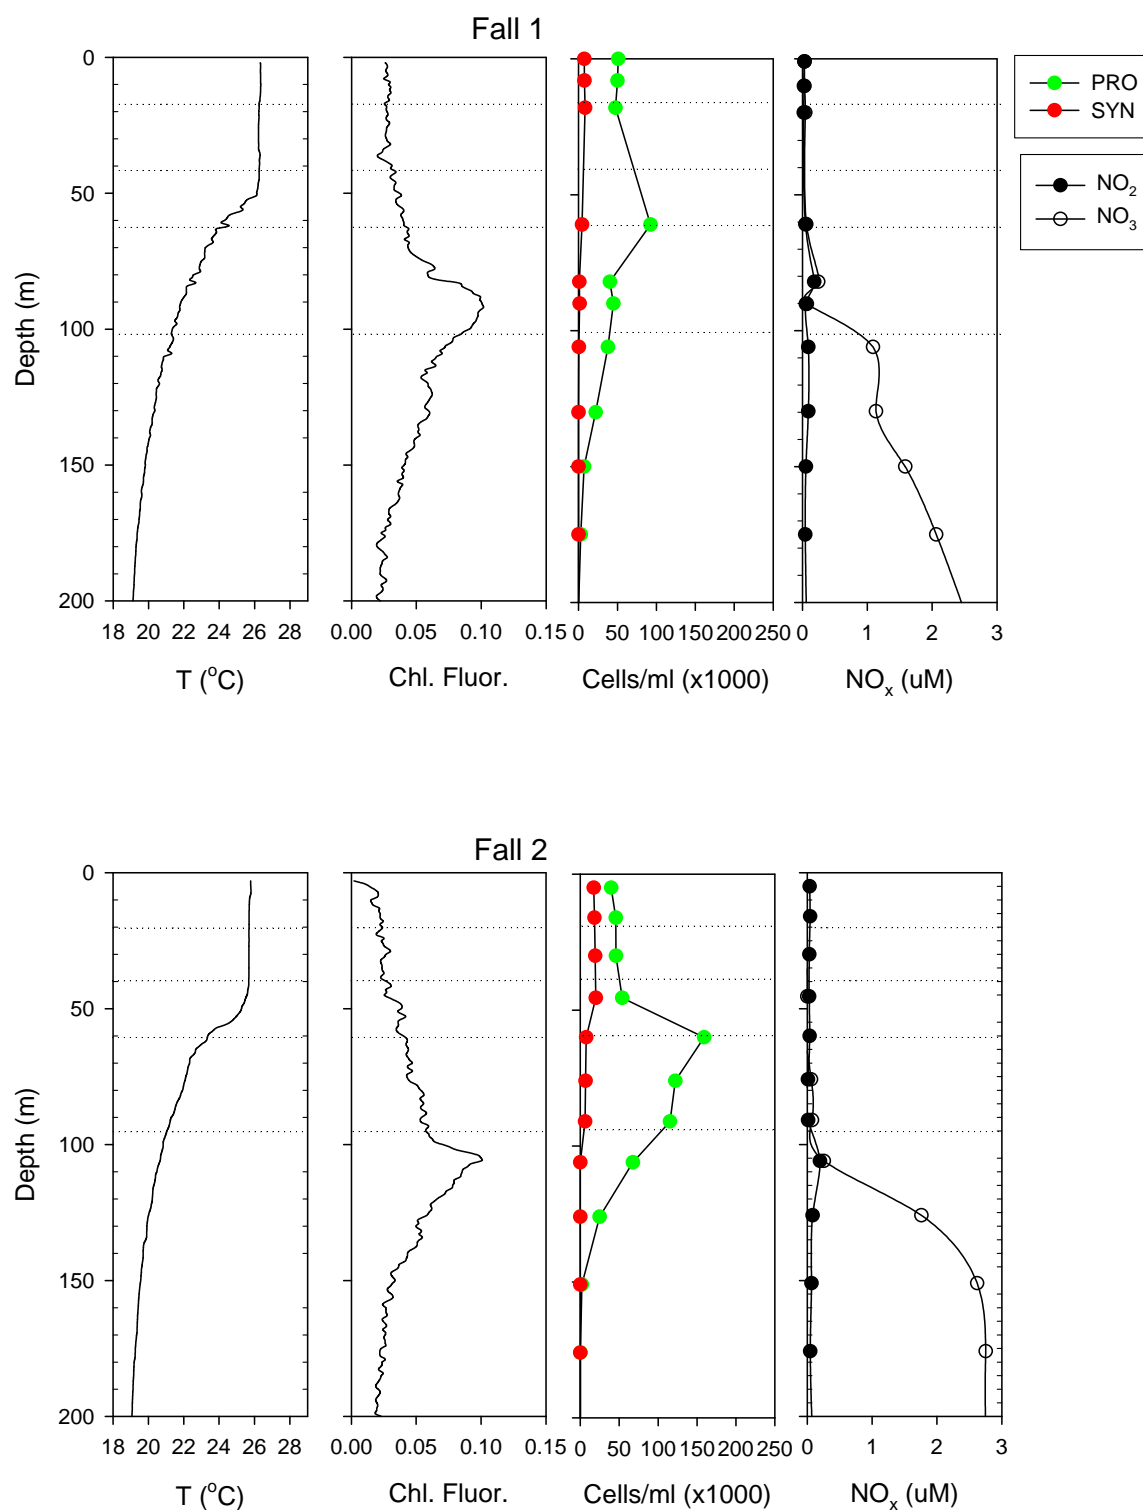 Fall 1
0
50
100
150
200
Depth (m)
18 20 22 24 26 28
T (°C)
0.00 0.05 0.10 0.15
Chl. Fluor.
0 50 100 150 200 250
Cells/ml (x1000)
0 1 2 3
NOₓ (uM)
PRO
SYN
NO₂
NO₃
Fall 2
0
50
100
150
200
Depth (m)
18 20 22 24 26 28
T (°C)
0.00 0.05 0.10 0.15
Chl. Fluor.
0 50 100 150 200 250
Cells/ml (x1000)
0 1 2 3
NOₓ (uM)